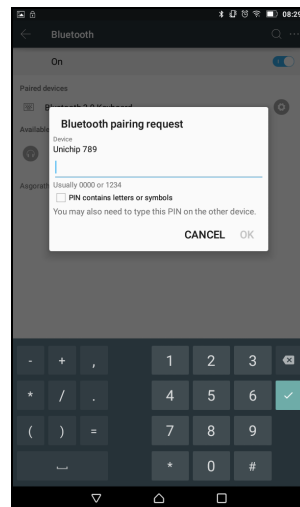 08:29
Bluetooth
On
Paired devices
Bluetooth 3.0 Keyboard
Available
Bluetooth pairing request
Device
Unichip 789
Usually 0000 or 1234
PIN contains letters or symbols
You may also need to type this PIN on the other device.
CANCEL OK
- + , 1 2 3
* / . 4 5 6
( ) = 7 8 9
* 0 #